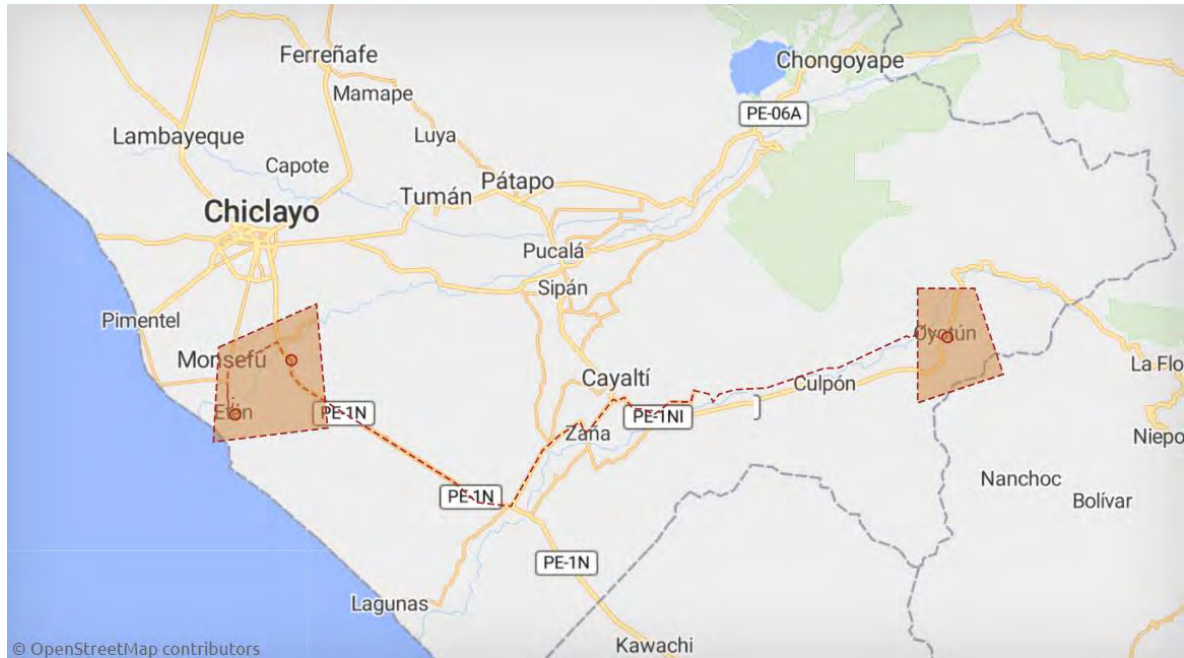 Ferreñafe
Chongoyape
Mamape
PE-06A
Lambayeque
Luya
Capote
Pátapo
Tumán
Chiclayo
Pucalá
Sipán
Pimentel
Oyotún
Monsefú
La Flo
Cayaltí
Culpón
Etén
PE-1N
PE-1NI
Zaña
Niepo
Nanchoc
PE-1N
Bolívar
PE-1N
Lagunas
Kawachi
© OpenStreetMap contributors